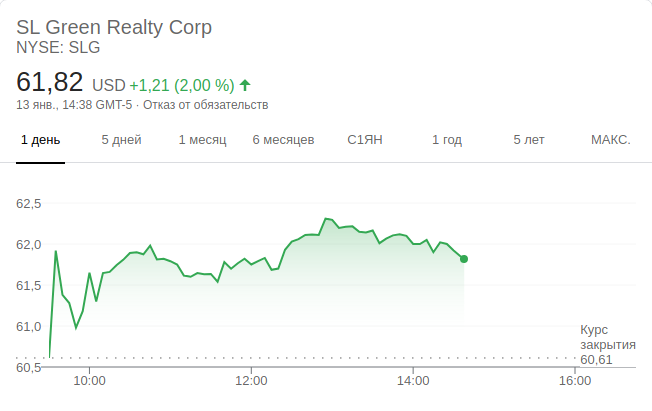 SL Green Realty Corp
NYSE: SLG
61,82 USD +1,21 (2,00 %) ↑
13 янв., 14:38 GMT-5 · Отказ от обязательств
1 день 5 дней 1 месяц 6 месяцев С1ЯН 1 год 5 лет МАКС.
62,5
62,0
61,5
61,0
60,5
Курс
закрытия
60,61
10:00 12:00 14:00 16:00